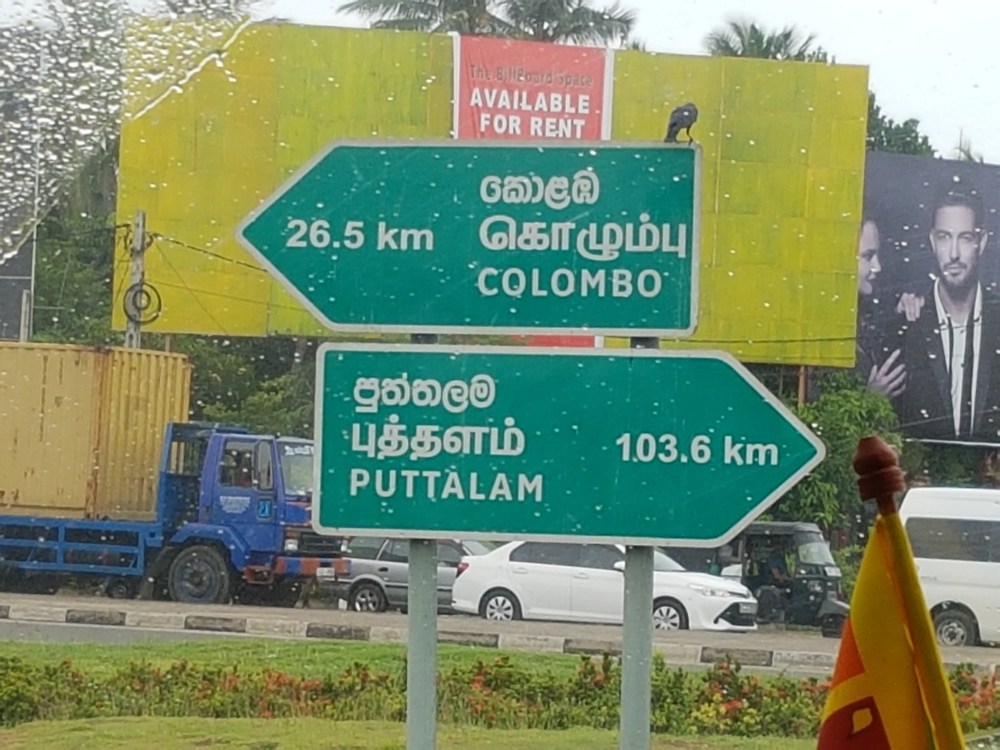 The Billboard Space
AVAILABLE
FOR RENT
කොළඹ
கொழும்பு
COLOMBO
26.5 km
පුත්තලම
புத்தளம்
PUTTALAM
103.6 km